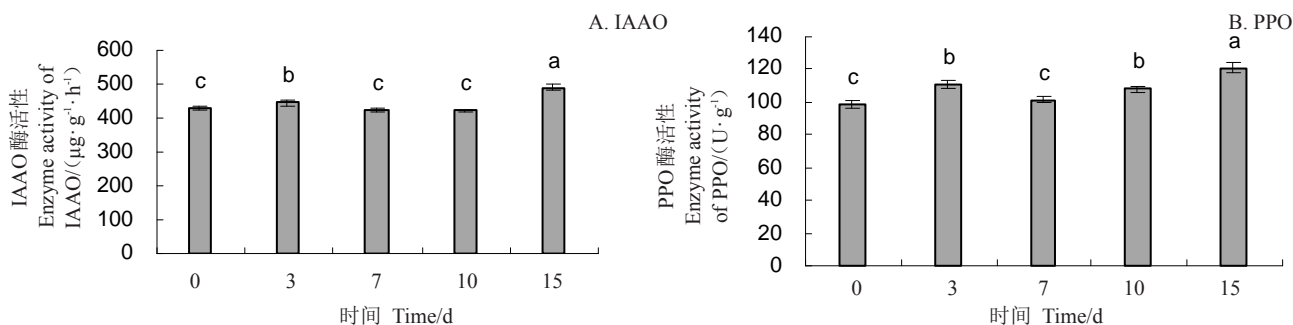 A. IAAO
IAAO酶活性
Enzyme activity of
IAAO/(μg·g⁻¹·h⁻¹)
600
500
400
300
200
100
0
c
b
c
c
a
0 3 7 10 15
时间 Time/d
B. PPO
PPO酶活性
Enzyme activity
of PPO/(U·g⁻¹)
140
120
100
80
60
40
20
0
c
b
c
b
a
0 3 7 10 15
时间 Time/d